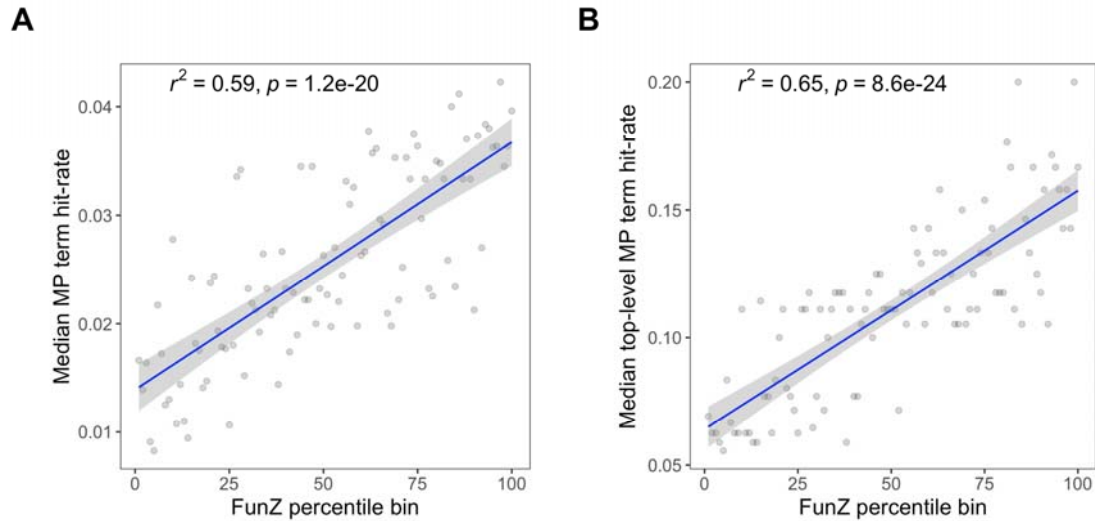 A
B
r² = 0.59, p = 1.2e-20
r² = 0.65, p = 8.6e-24
Median MP term hit-rate
0.04
0.03
0.02
0.01
0
25
50
75
100
FunZ percentile bin
Median top-level MP term hit-rate
0.20
0.15
0.10
0.05
0
25
50
75
100
FunZ percentile bin